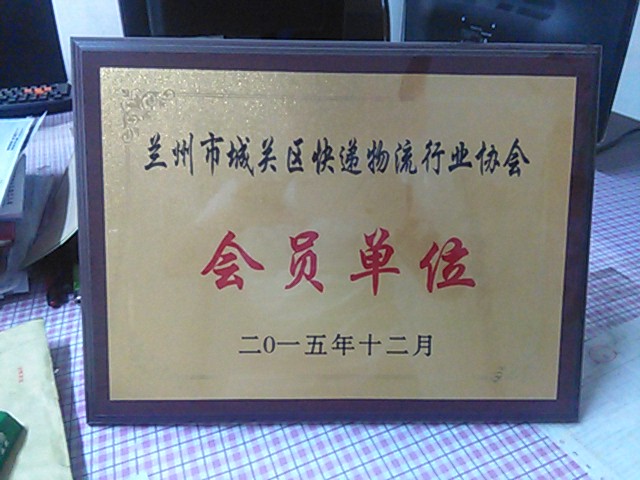 兰州市城关区快递物流行业协会
会员单位
二0一五年十二月